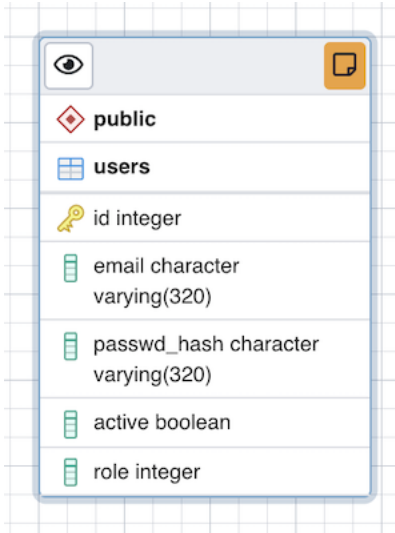 public
users
id integer
email character
varying(320)
passwd_hash character
varying(320)
active boolean
role integer